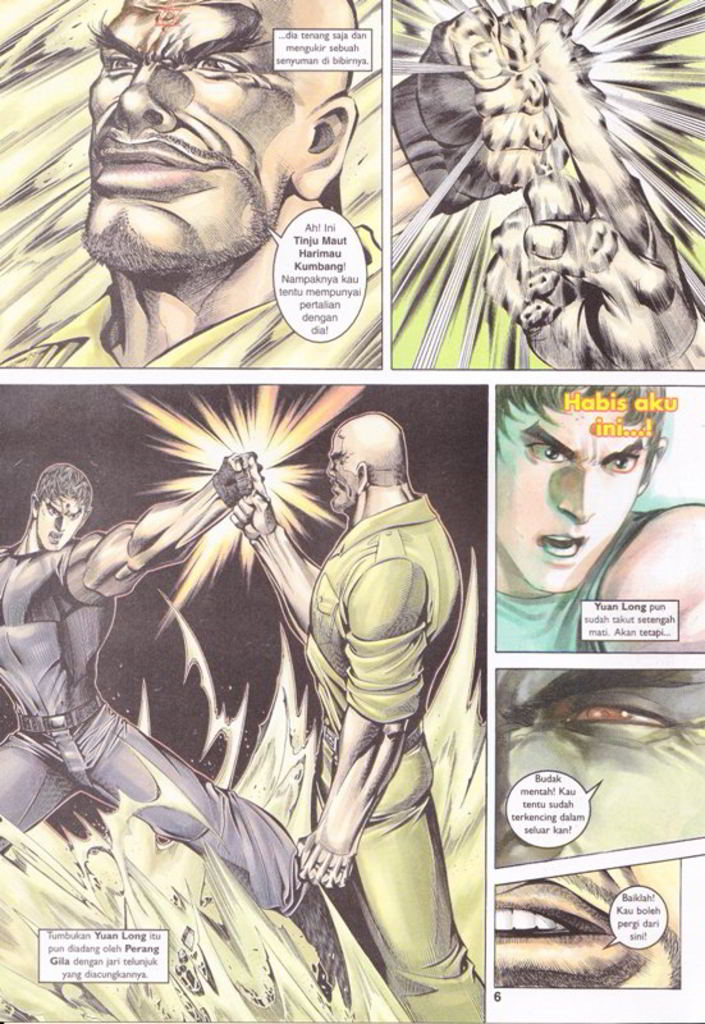 ...dia tenang saja dan
mengukir sebuah
senyuman di bibirnya.
Ah! Ini
Tinju Maut
Harimau
Kumbang!
Nampaknya kau
tentu mempunyai
pertalian
dengan
dia!
Tumbukan Yuan Long itu
pun diadang oleh Perang
Gila dengan jari telunjuk
yang diacungkannya.
Habis aku
ini...!
Yuan Long pun
sudah takut setengah
mati. Akan tetapi...
Budak
mentah! Kau
tentu sudah
terkencing dalam
seluar kan?
Baiklah!
Kau boleh
pergi dari
sini!
6